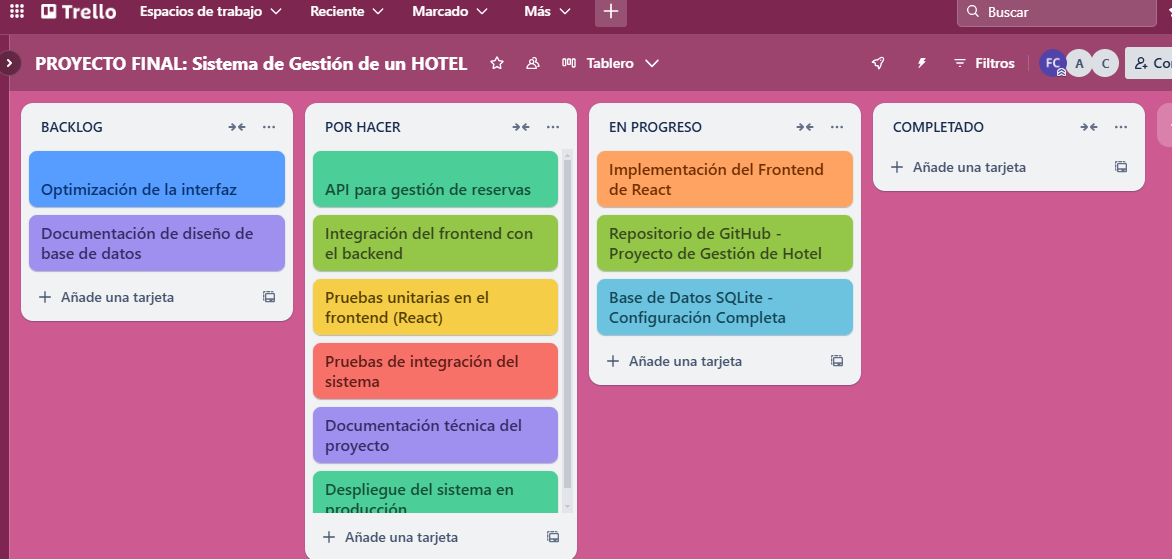 Trello
Espacios de trabajo
Reciente
Marcado
Más
Buscar
PROYECTO FINAL: Sistema de Gestión de un HOTEL
Tablero
Filtros
FC
A
C
BACKLOG
Optimización de la interfaz
Documentación de diseño de
base de datos
Añade una tarjeta
POR HACER
API para gestión de reservas
Integración del frontend con
el backend
Pruebas unitarias en el
frontend (React)
Pruebas de integración del
sistema
Documentación técnica del
proyecto
Despliegue del sistema en
producción
Añade una tarjeta
EN PROGRESO
Implementación del Frontend
de React
Repositorio de GitHub -
Proyecto de Gestión de Hotel
Base de Datos SQLite -
Configuración Completa
Añade una tarjeta
COMPLETADO
Añade una tarjeta